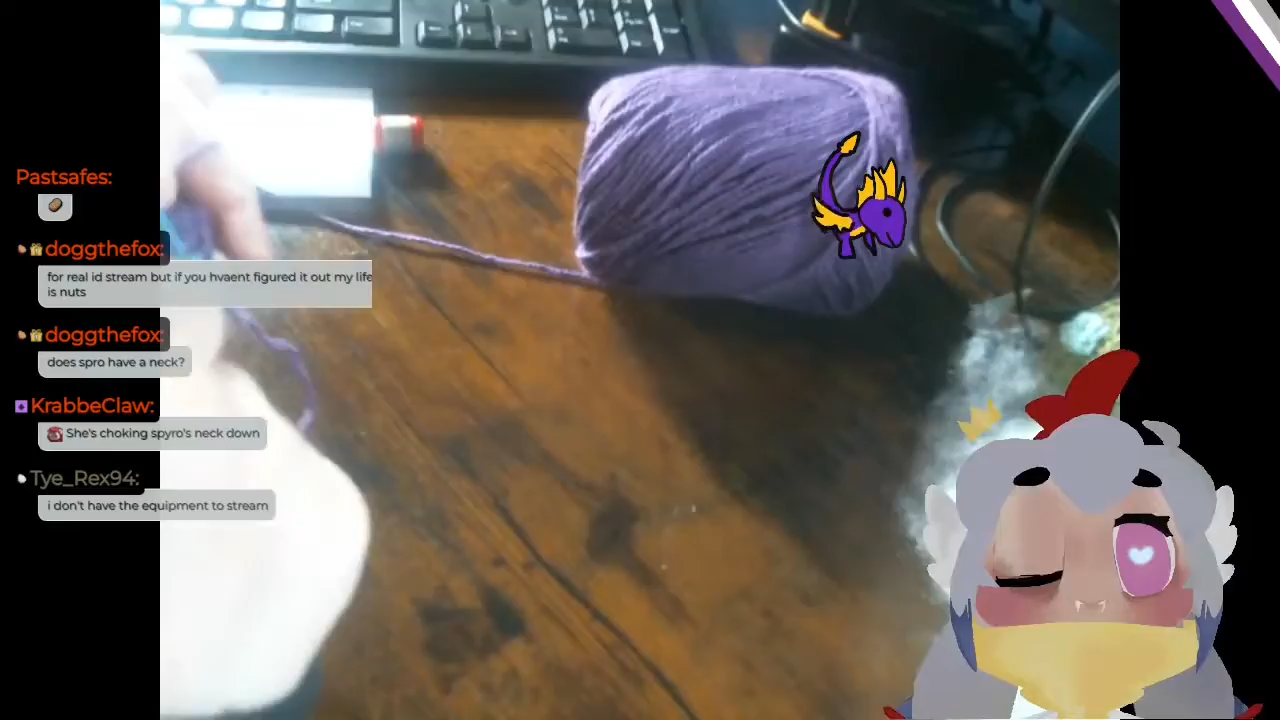 Pastsafes:
doggthefox:
for real id stream but if you hvaent figured it out my life
is nuts
doggthefox:
does spro have a neck?
KrabbeClaw:
She's choking spyro's neck down
Tye_Rex94:
i don't have the equipment to stream